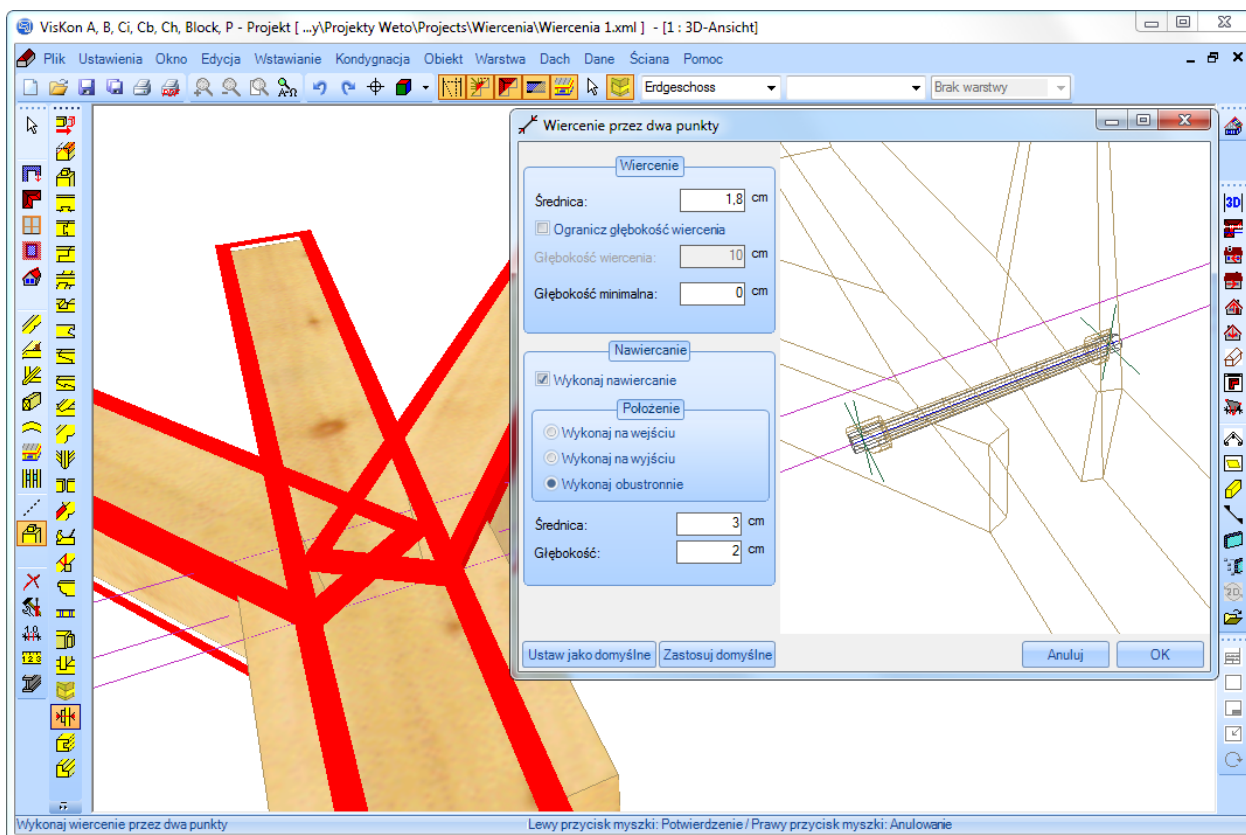 VisKon A, B, Ci, Cb, Ch, Block, P - Projekt [ ...y\Projekty Weto\Projects\Wiercenia\Wiercenia 1.xml ] - [1 : 3D-Ansicht]
Plik Ustawienia Okno Edycja Wstawianie Kondygnacja Obiekt Warstwa Dach Dane Ściana Pomoc
Erdgeschoss Brak warstwy
Wiercenie przez dwa punkty
Wiercenie
Średnica: 1,8 cm
Ogranicz głębokość wiercenia
Głębokość wiercenia: 10 cm
Głębokość minimalna: 0 cm
Nawiercanie
Wykonaj nawiercanie
Położenie
Wykonaj na wejściu
Wykonaj na wyjściu
Wykonaj obustronnie
Średnica: 3 cm
Głębokość: 2 cm
Ustaw jako domyślne Zastosuj domyślne Anuluj OK
3D
2D
Wykonaj wiercenie przez dwa punkty Lewy przycisk myszki: Potwierdzenie / Prawy przycisk myszki: Anulowanie